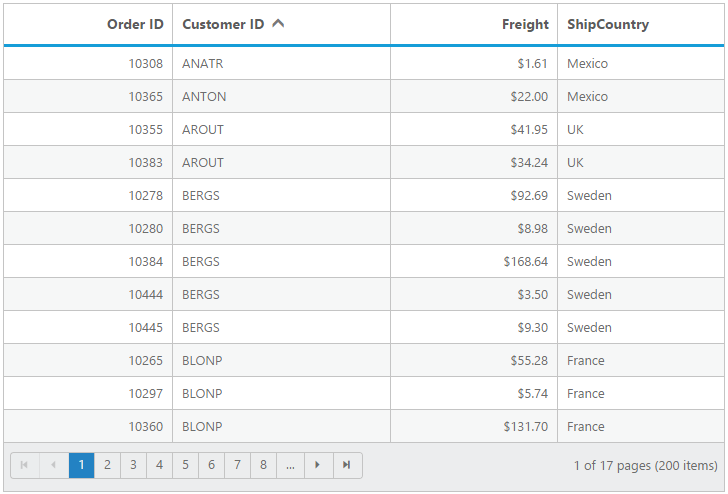 Order ID Customer ID Freight ShipCountry
10308 ANATR $1.61 Mexico
10365 ANTON $22.00 Mexico
10355 AROUT $41.95 UK
10383 AROUT $34.24 UK
10278 BERGS $92.69 Sweden
10280 BERGS $8.98 Sweden
10384 BERGS $168.64 Sweden
10444 BERGS $3.50 Sweden
10445 BERGS $9.30 Sweden
10265 BLONP $55.28 France
10297 BLONP $5.74 France
10360 BLONP $131.70 France
1 2 3 4 5 6 7 8 ... 1 of 17 pages (200 items)